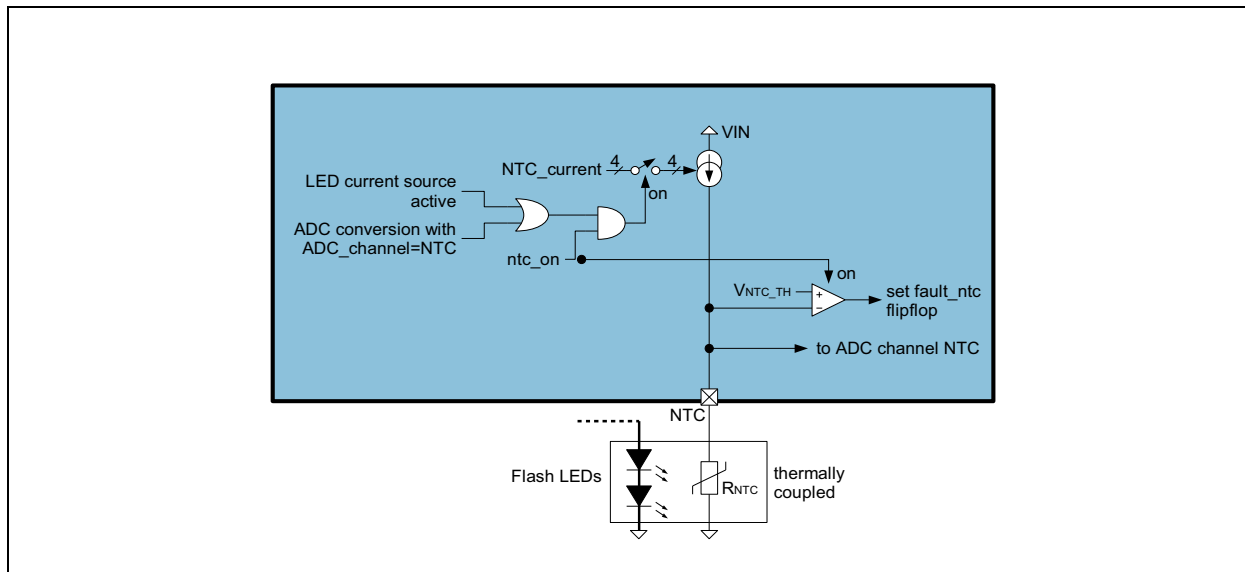 VIN
NTC_current
4
4
LED current source
active
on
ADC conversion with
ADC_channel=NTC
ntc_on
on
VNTC_TH
+
−
set fault_ntc
flipflop
to ADC channel NTC
NTC
Flash LEDs
RNTC
thermally
coupled